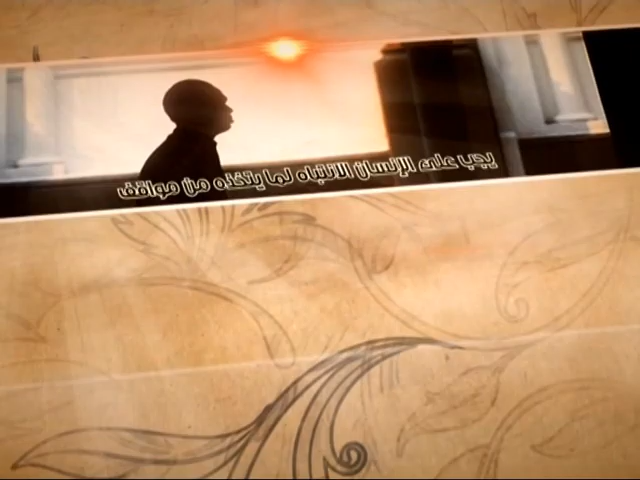 يجب على الإنسان الانتباه لما يتخذه من مواقف